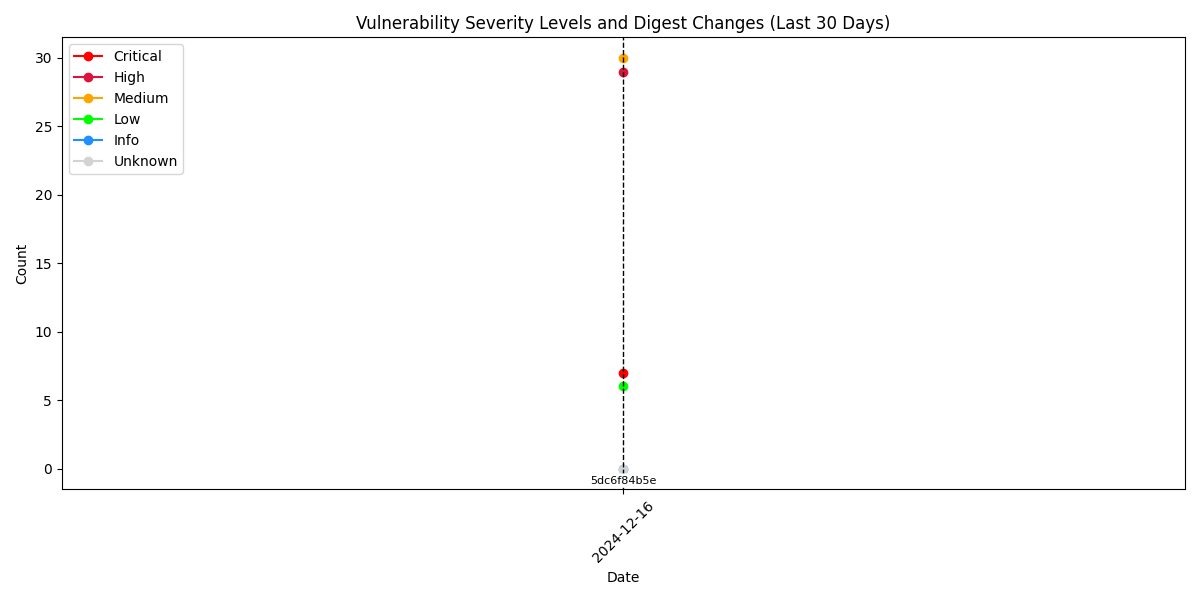 Vulnerability Severity Levels and Digest Changes (Last 30 Days)
Critical
High
Medium
Low
Info
Unknown
30
25
20
15
10
5
0
Count
5dc6f84b5e
2024-12-16
Date